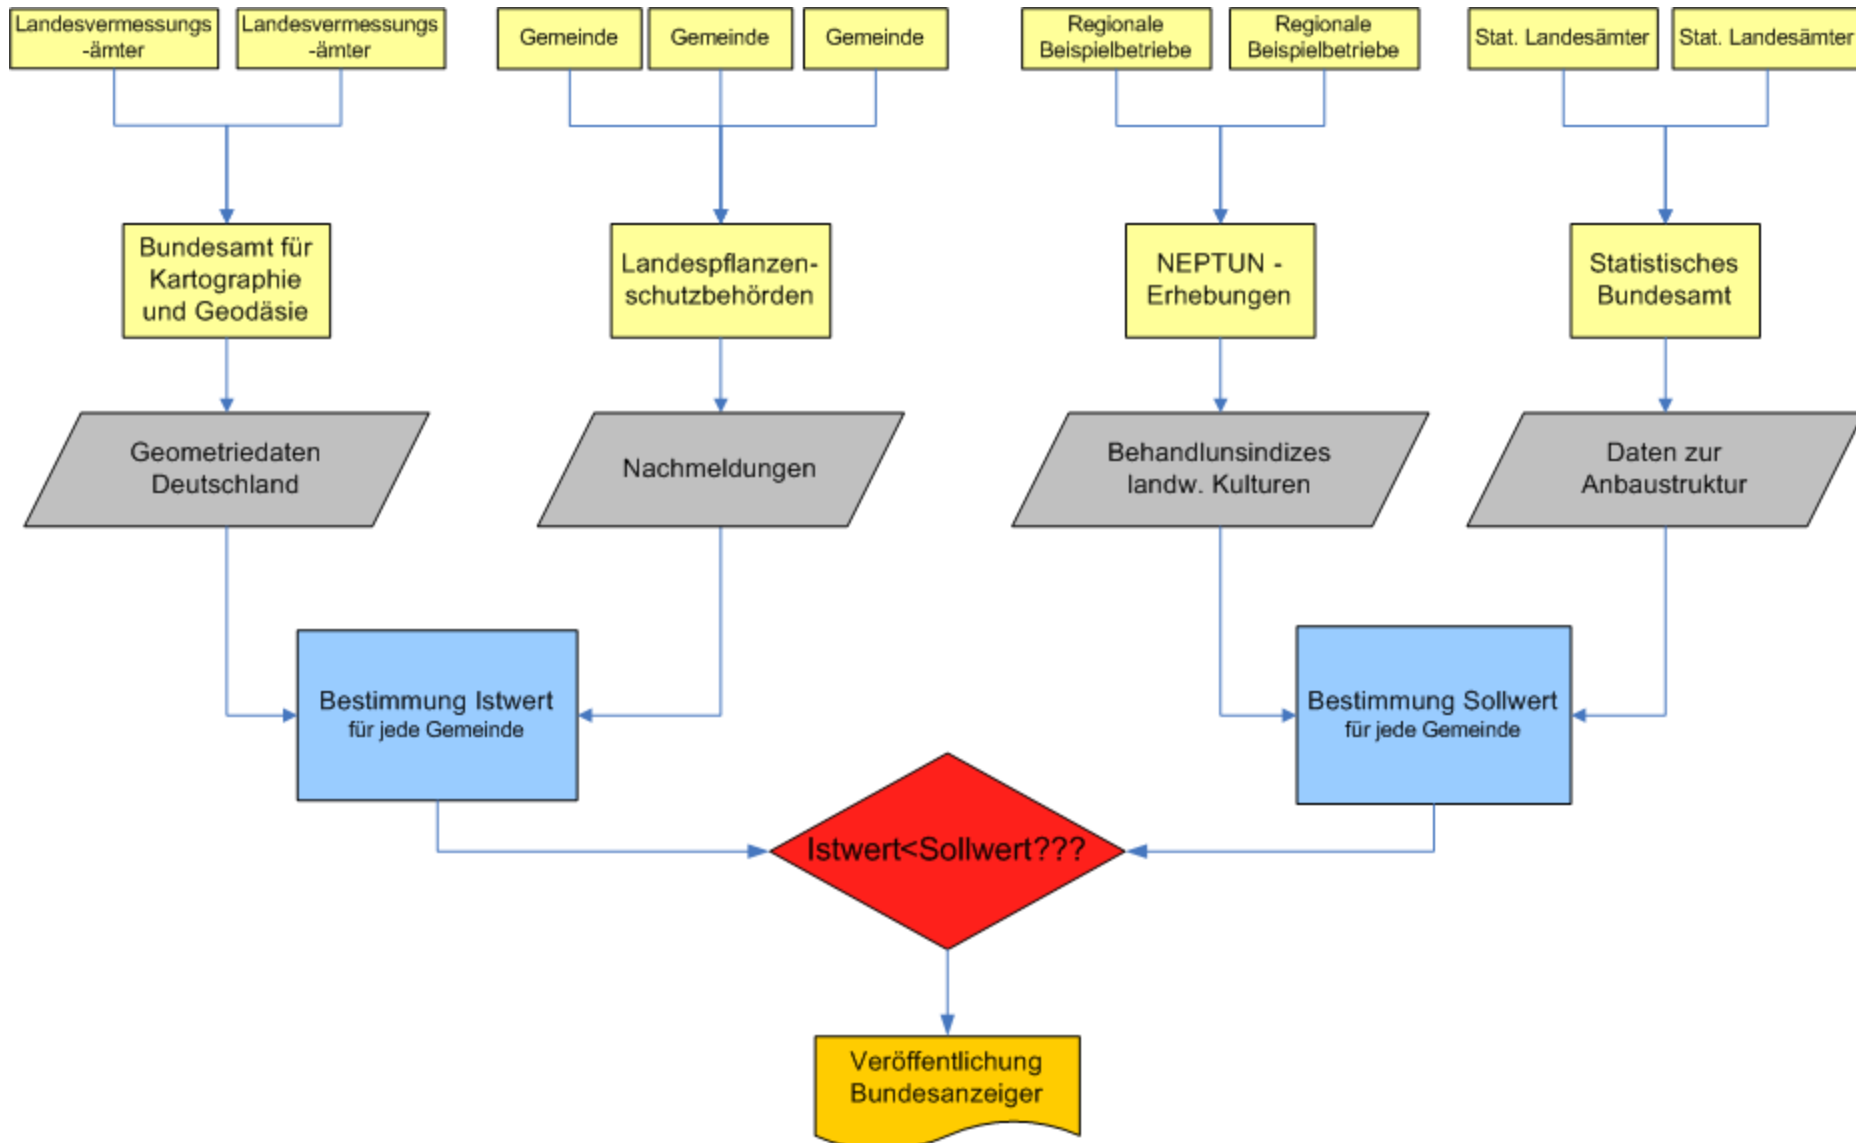 Landesvermessungs
-ämter
Landesvermessungs
-ämter
Gemeinde
Gemeinde
Gemeinde
Regionale
Beispielbetriebe
Regionale
Beispielbetriebe
Stat. Landesämter
Stat. Landesämter
Bundesamt für
Kartographie
und Geodäsie
Landespflanzen-
schutzbehörden
NEPTUN -
Erhebungen
Statistisches
Bundesamt
Geometriedaten
Deutschland
Nachmeldungen
Behandlunsindizes
landw. Kulturen
Daten zur
Anbaustruktur
Bestimmung Istwert
für jede Gemeinde
Bestimmung Sollwert
für jede Gemeinde
Istwert<Sollwert???
Veröffentlichung
Bundesanzeiger